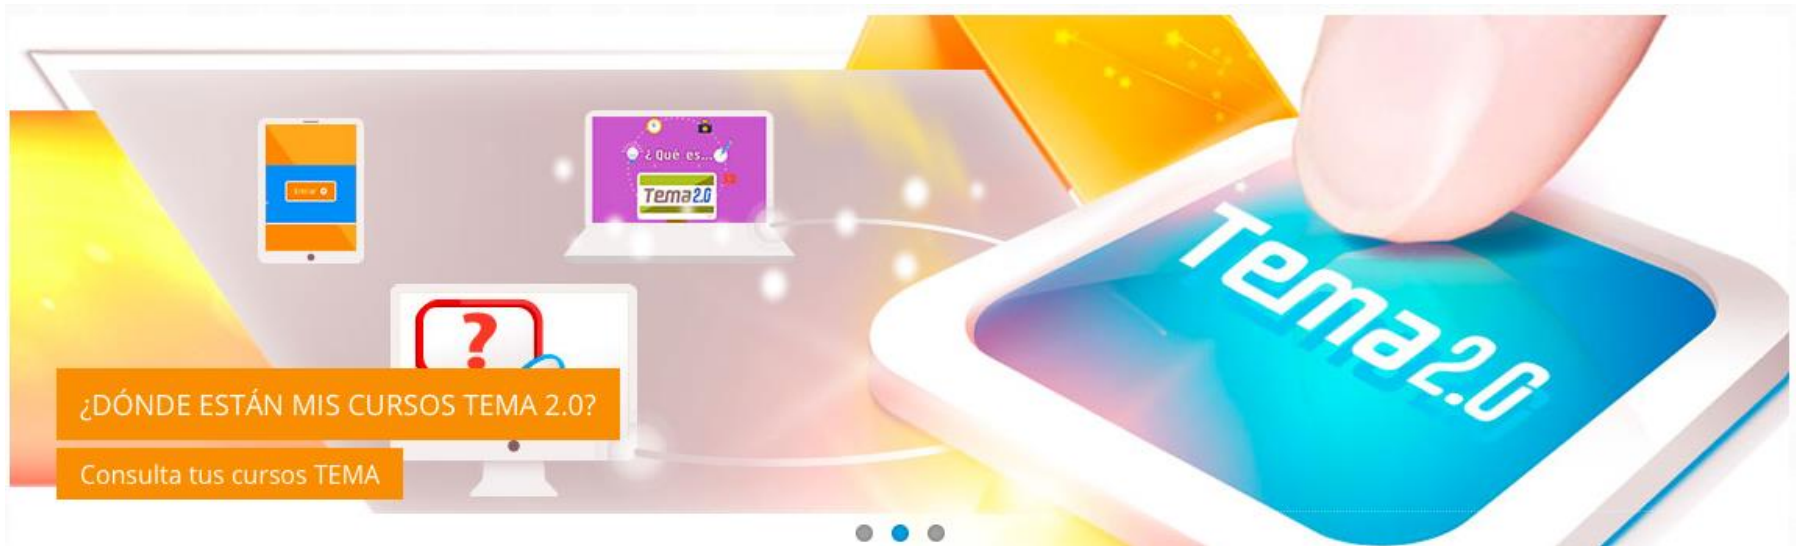 ¿Qué es...
Tema2.0
Tema2.0
¿DÓNDE ESTÁN MIS CURSOS TEMA 2.0?
Consulta tus cursos TEMA